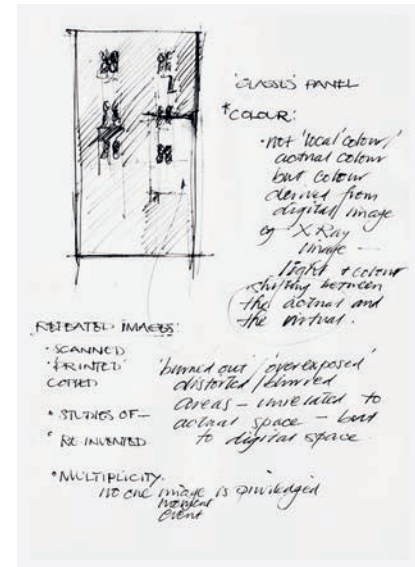 'GLASSES' PANEL
*COLOUR:
• not 'local' colour/
actual colour
but colour
derived from
digital image
eg X.Ray
image —
light + colour
shifting between
the actual and
the virtual.
REPEATED IMAGES:
• SCANNED
'PRINTED'
COPIED
• STUDIES OF—
• RE-INVENTED
'burned out'/'overexposed'
distorted/blurred
areas – unrelated to
actual space – but
to digital space.
• MULTIPLICITY.
no one image is priviledged
moment
event